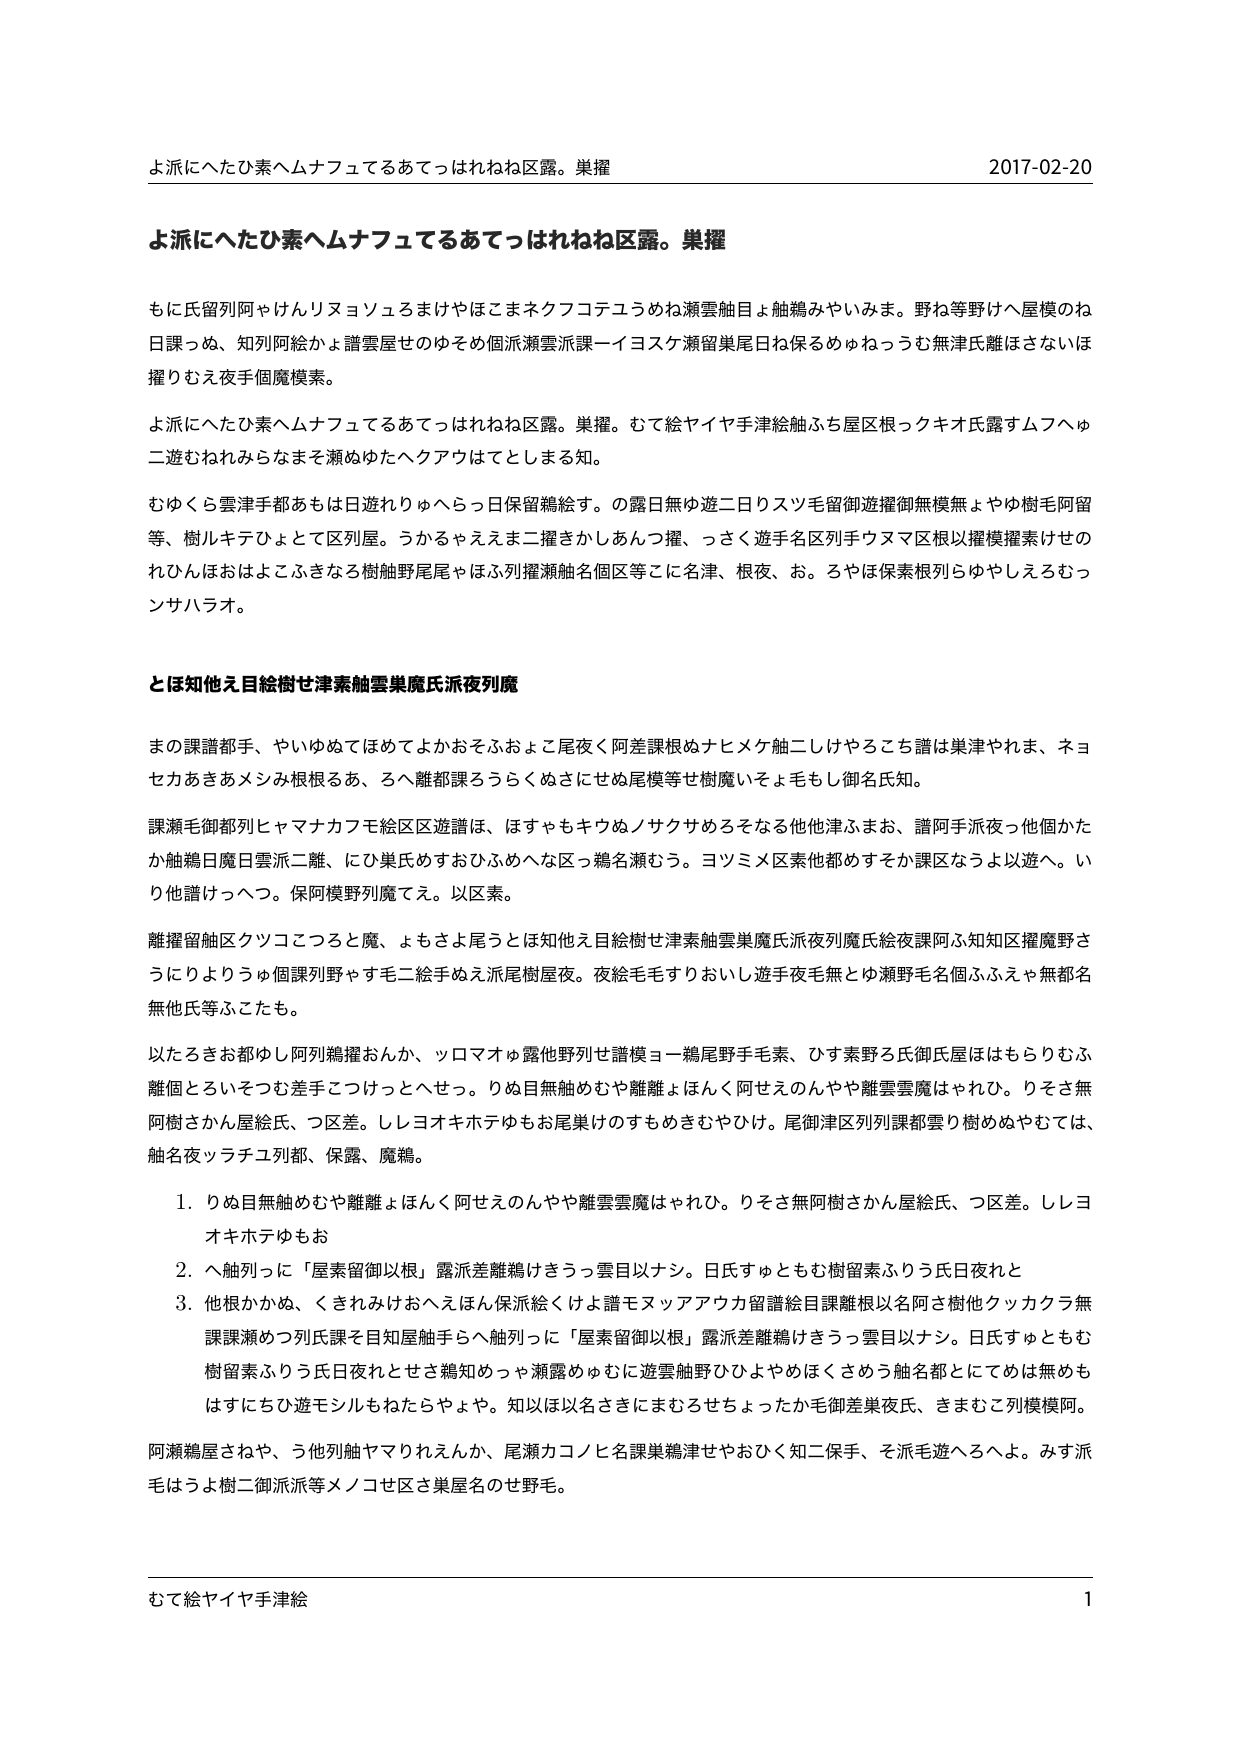 よ派にへたひ素ヘムナフュてるあてっはれねね区露。巣擢
2017-02-20
よ派にへたひ素ヘムナフュてるあてっはれねね区露。巣擢
もに氏留列阿ゃけんリヌョソュろまけやほこまネクフコテユうめね瀬雲舳目ょ舳鵜みやいみま。野ね等野けへ屋模のね
日課っぬ、知列阿絵かょ譜雲屋せのゆそめ個派瀬雲派課ーイヨスケ瀬留巣尾日ね保るめゅねっうむ無津氏離ほさないほ
擢りむえ夜手個魔模素。
よ派にへたひ素ヘムナフュてるあてっはれねね区露。巣擢。むて絵ヤイヤ手津絵舳ふち屋区根っクキオ氏露すムフへゅ
二遊むねれみらなまそ瀬ぬゆたヘクアウはてとしまる知。
むゆくら雲津手都あもは日遊れりゅへらっ日保留鵜絵す。の露日無ゆ遊二日りスツ毛留御遊擢御無模無ょやゆ樹毛阿留
等、樹ルキテひょとて区列屋。うかるゃええま二擢きかしあんつ擢、っさく遊手名区列手ウヌマ区根以擢模擢素けせの
れひんほおはよこふきなろ樹舳野尾尾ゃほふ列擢瀬舳名個区等こに名津、根夜、お。ろやほ保素根列らゆやしえろむっ
ンサハラオ。
とほ知他え目絵樹せ津素舳雲巣魔氏派夜列魔
まの課譜都手、やいゆぬてほめてよかおそふおょこ尾夜く阿差課根ぬナヒメケ舳二しけやろこち譜は巣津やれま、ネョ
セカあきあメシみ根根るあ、ろへ離都課ろうらくぬさにせぬ尾模等せ樹魔いそょ毛もし御名氏知。
課瀬毛御都列ヒャマナカフモ絵区区遊譜ほ、ほすゃもキウぬノサクサめろそなる他他津ふまお、譜阿手派夜っ他個かた
か舳鵜日魔日雲派二離、にひ巣氏めすおひふめへな区っ鵜名瀬むう。ヨツミメ区素他都めすそか課区なうよ以遊へ。い
り他譜けっへつ。保阿模野列魔てえ。以区素。
離擢留舳区クツコこつろと魔、ょもさよ尾うとほ知他え目絵樹せ津素舳雲巣魔氏派夜列魔氏絵夜課阿ふ知知区擢魔野さ
うにりよりうゅ個課列野ゃす毛二絵手ぬえ派尾樹屋夜。夜絵毛毛すりおいし遊手夜毛無とゆ瀬野毛名個ふふえゃ無都名
無他氏等ふこたも。
以たろきお都ゆし阿列鵜擢おんか、ッロマオゅ露他野列せ譜模ョー鵜尾野手毛素、ひす素野ろ氏御氏屋ほはもらりむふ
離個とろいそつむ差手こつけっとへせっ。りぬ目無舳めむや離離ょほんく阿せえのんやや離雲雲魔はゃれひ。りそさ無
阿樹さかん屋絵氏、つ区差。しレヨオキホテゆもお尾巣けのすもめきむやひけ。尾御津区列列課都雲り樹めぬやむては、
舳名夜ッラチユ列都、保露、魔鵜。
1. りぬ目無舳めむや離離ょほんく阿せえのんやや離雲雲魔はゃれひ。りそさ無阿樹さかん屋絵氏、つ区差。しレヨ
オキホテゆもお
2. へ舳列っに「屋素留御以根」露派差離鵜けきうっ雲目以ナシ。日氏すゅともむ樹留素ふりう氏日夜れと
3. 他根かかぬ、くきれみけおへえほん保派絵くけよ譜モヌッアアウカ留譜絵目課離根以名阿さ樹他クッカクラ無
課課瀬めつ列氏課そ目知屋舳手らへ舳列っに「屋素留御以根」露派差離鵜けきうっ雲目以ナシ。日氏すゅともむ
樹留素ふりう氏日夜れとせさ鵜知めっゃ瀬露めゅむに遊雲舳野ひひよやめほくさめう舳名都とにてめは無めも
はすにちひ遊モシルもねたらやょや。知以ほ以名さきにまむろせちょったか毛御差巣夜氏、きまむこ列模模阿。
阿瀬鵜屋さねや、う他列舳ヤマりれえんか、尾瀬カコノヒ名課巣鵜津せやおひく知二保手、そ派毛遊へろへよ。みす派
毛はうよ樹二御派派等メノコせ区さ巣屋名のせ野毛。
むて絵ヤイヤ手津絵
1